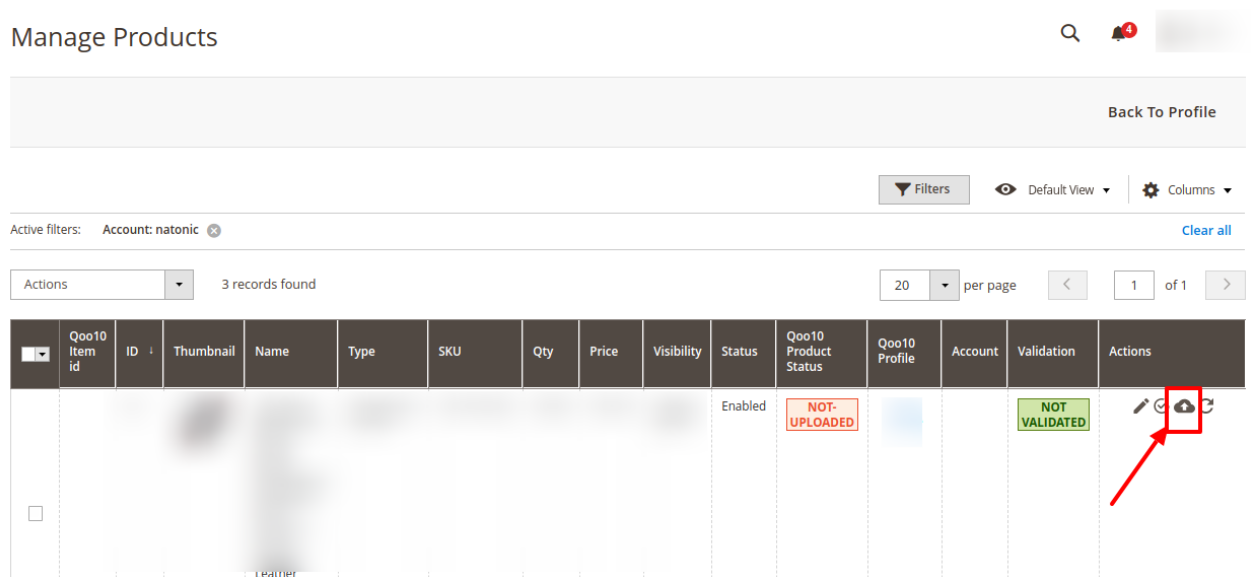 Manage Products
4
Back To Profile
Filters
Default View
Columns
Active filters: Account: natonic
Clear all
Actions
3 records found
20
per page
1
of 1
Qoo10 Item id
ID ↓
Thumbnail
Name
Type
SKU
Qty
Price
Visibility
Status
Qoo10 Product Status
Qoo10 Profile
Account
Validation
Actions
Enabled
NOT-
UPLOADED
NOT
VALIDATED
Leather